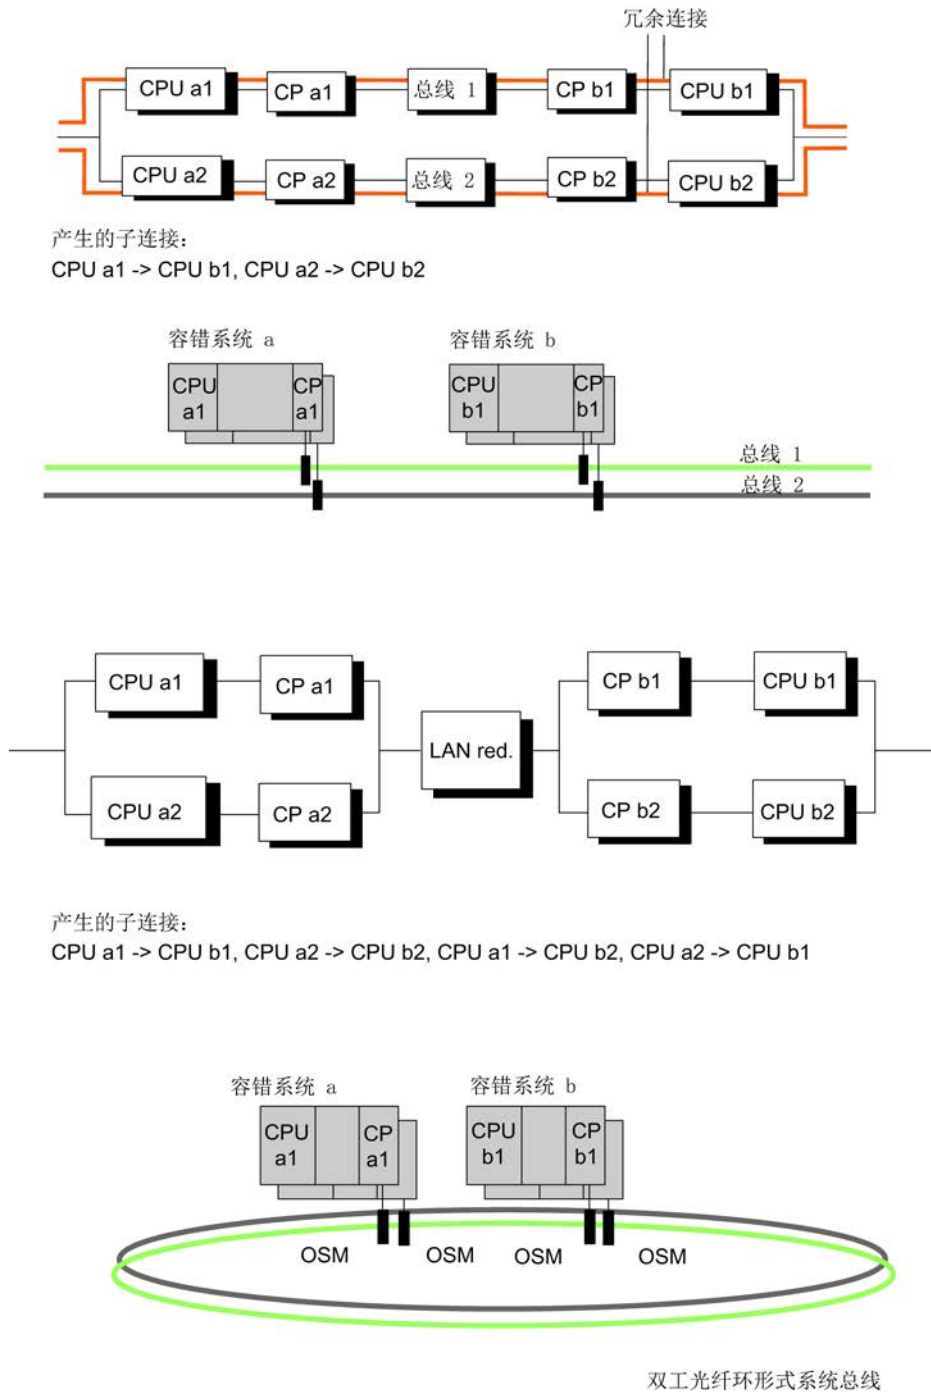 冗余连接
CPU a1 CP a1 总线 1 CP b1 CPU b1
CPU a2 CP a2 总线 2 CP b2 CPU b2
产生的子连接：
CPU a1 -> CPU b1, CPU a2 -> CPU b2
容错系统 a 容错系统 b
CPU a1 CP a1 CPU b1 CP b1
总线 1
总线 2
CPU a1 CP a1 CP b1 CPU b1
LAN red.
CPU a2 CP a2 CP b2 CPU b2
产生的子连接：
CPU a1 -> CPU b1, CPU a2 -> CPU b2, CPU a1 -> CPU b2, CPU a2 -> CPU b1
容错系统 a 容错系统 b
CPU a1 CP a1 CPU b1 CP b1
OSM OSM OSM OSM
双工光纤环形式系统总线